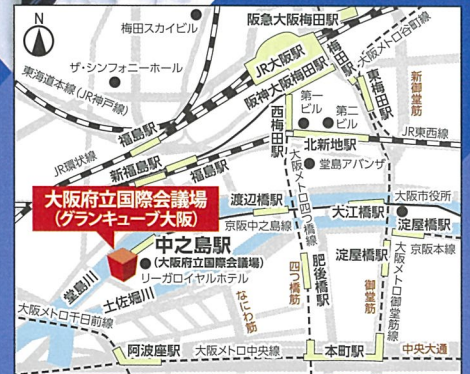 N
梅田スカイビル
ザ・シンフォニーホール
東海道本線(JR神戸線)
阪急大阪梅田駅
JR大阪駅
阪神大阪梅田駅
梅田駅
大阪メトロ谷町線
東梅田駅
新御堂筋
西梅田駅
第一ビル
第二ビル
北新地駅
JR東西線
堂島アバンザ
福島駅
JR環状線
新福島駅
福島駅
大阪府立国際会議場
(グランキューブ大阪)
渡辺橋駅
京阪中之島線
大江橋駅
大阪市役所
淀屋橋駅
京阪本線
中之島駅
(大阪府立国際会議場)
リーガロイヤルホテル
堂島川
土佐堀川
なにわ筋
大阪メトロ四つ橋線
四つ橋筋
肥後橋駅
淀屋橋駅
御堂筋
大阪メトロ御堂筋線
大阪メトロ千日前線
阿波座駅
大阪メトロ中央線
本町駅
中央大通